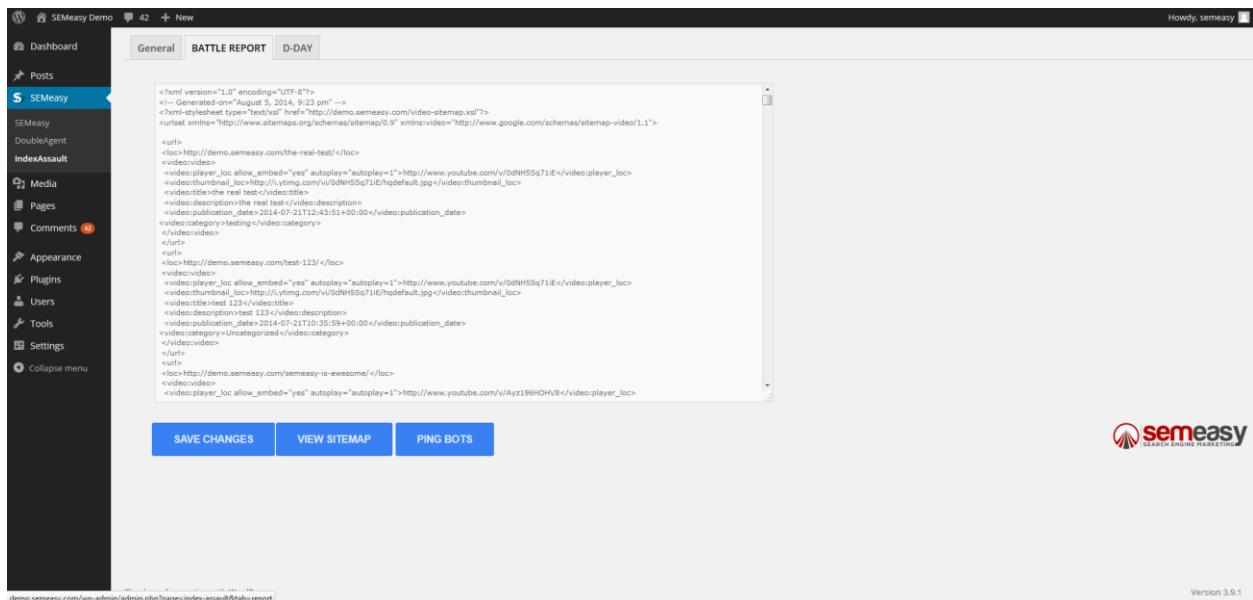 SEMeasy Demo 42 + New Howdy, semeasy
Dashboard
Posts
SEMeasy
SEMeasy
DoubleAgent
IndexAssault
Media
Pages
Comments 42
Appearance
Plugins
Users
Tools
Settings
Collapse menu
General BATTLE REPORT D-DAY
<?xml version="1.0" encoding="UTF-8"?>
<!-- Generated-on="August 5, 2014, 9:23 pm" -->
<?xml-stylesheet type="text/xsl" href="http://demo.semeasy.com/video-sitemap.xsl"?>
<urlset xmlns="http://www.sitemaps.org/schemas/sitemap/0.9" xmlns:video="http://www.google.com/schemas/sitemap-video/1.1">
<url>
<loc>http://demo.semeasy.com/the-real-test/</loc>
<video:video>
<video:player_loc allow_embed="yes" autoplay="autoplay=1">http://www.youtube.com/v/0dNHSSq71iE</video:player_loc>
<video:thumbnail_loc>http://i.ytimg.com/vi/0dNHSSq71iE/hqdefault.jpg</video:thumbnail_loc>
<video:title>the real test</video:title>
<video:description>the real test</video:description>
<video:publication_date>2014-07-21T12:43:51+00:00</video:publication_date>
<video:category>testing</video:category>
</video:video>
</url>
<url>
<loc>http://demo.semeasy.com/test-123/</loc>
<video:video>
<video:player_loc allow_embed="yes" autoplay="autoplay=1">http://www.youtube.com/v/0dNHSSq71iE</video:player_loc>
<video:thumbnail_loc>http://i.ytimg.com/vi/0dNHSSq71iE/hqdefault.jpg</video:thumbnail_loc>
<video:title>test 123</video:title>
<video:description>test 123</video:description>
<video:publication_date>2014-07-21T10:35:59+00:00</video:publication_date>
<video:category>Uncategorized</video:category>
</video:video>
</url>
<url>
<loc>http://demo.semeasy.com/semeasy-is-awesome/</loc>
<video:video>
<video:player_loc allow_embed="yes" autoplay="autoplay=1">http://www.youtube.com/v/Ayz196HOHV8</video:player_loc>
SAVE CHANGES VIEW SITEMAP PING BOTS
semeasy
SEARCH ENGINE MARKETING
Version 3.9.1
demo.semeasy.com/wp-admin/admin.php?page=index-assault&tab=report